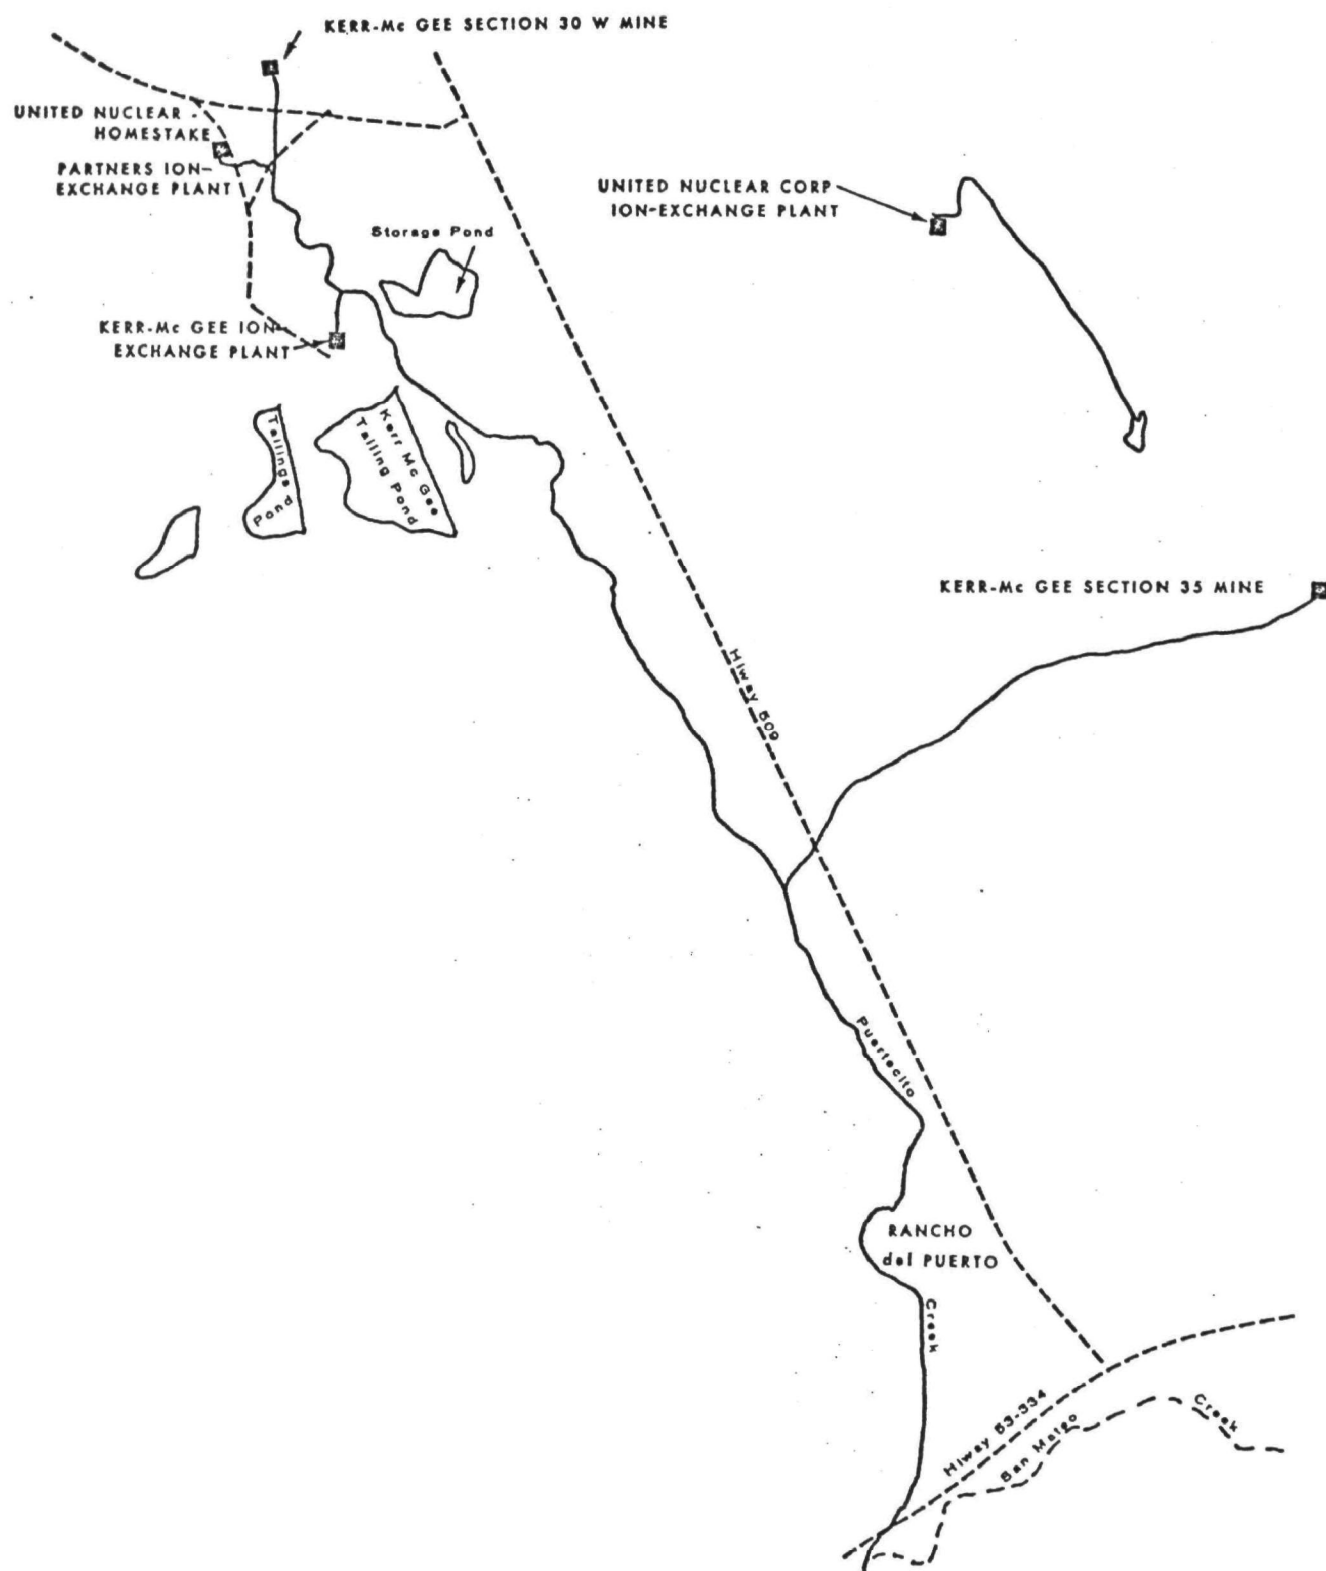 KERR-Mc GEE SECTION 30 W MINE
UNITED NUCLEAR -
HOMESTAKE
PARTNERS ION-
EXCHANGE PLANT
UNITED NUCLEAR CORP
ION-EXCHANGE PLANT
Storage Pond
KERR-Mc GEE ION-
EXCHANGE PLANT
Tailings
Pond
Kerr Mc Gee
Tailing Pond
KERR-Mc GEE SECTION 35 MINE
Hiway 509
Puertecito
RANCHO
del PUERTO
Creek
Hiway 53-334
San Mateo
Creek